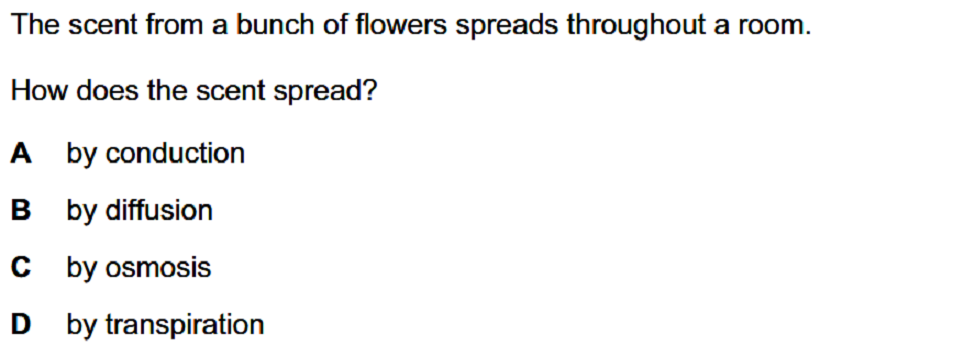 The scent from a bunch of flowers spreads throughout a room.
How does the scent spread?
A by conduction
B by diffusion
C by osmosis
D by transpiration